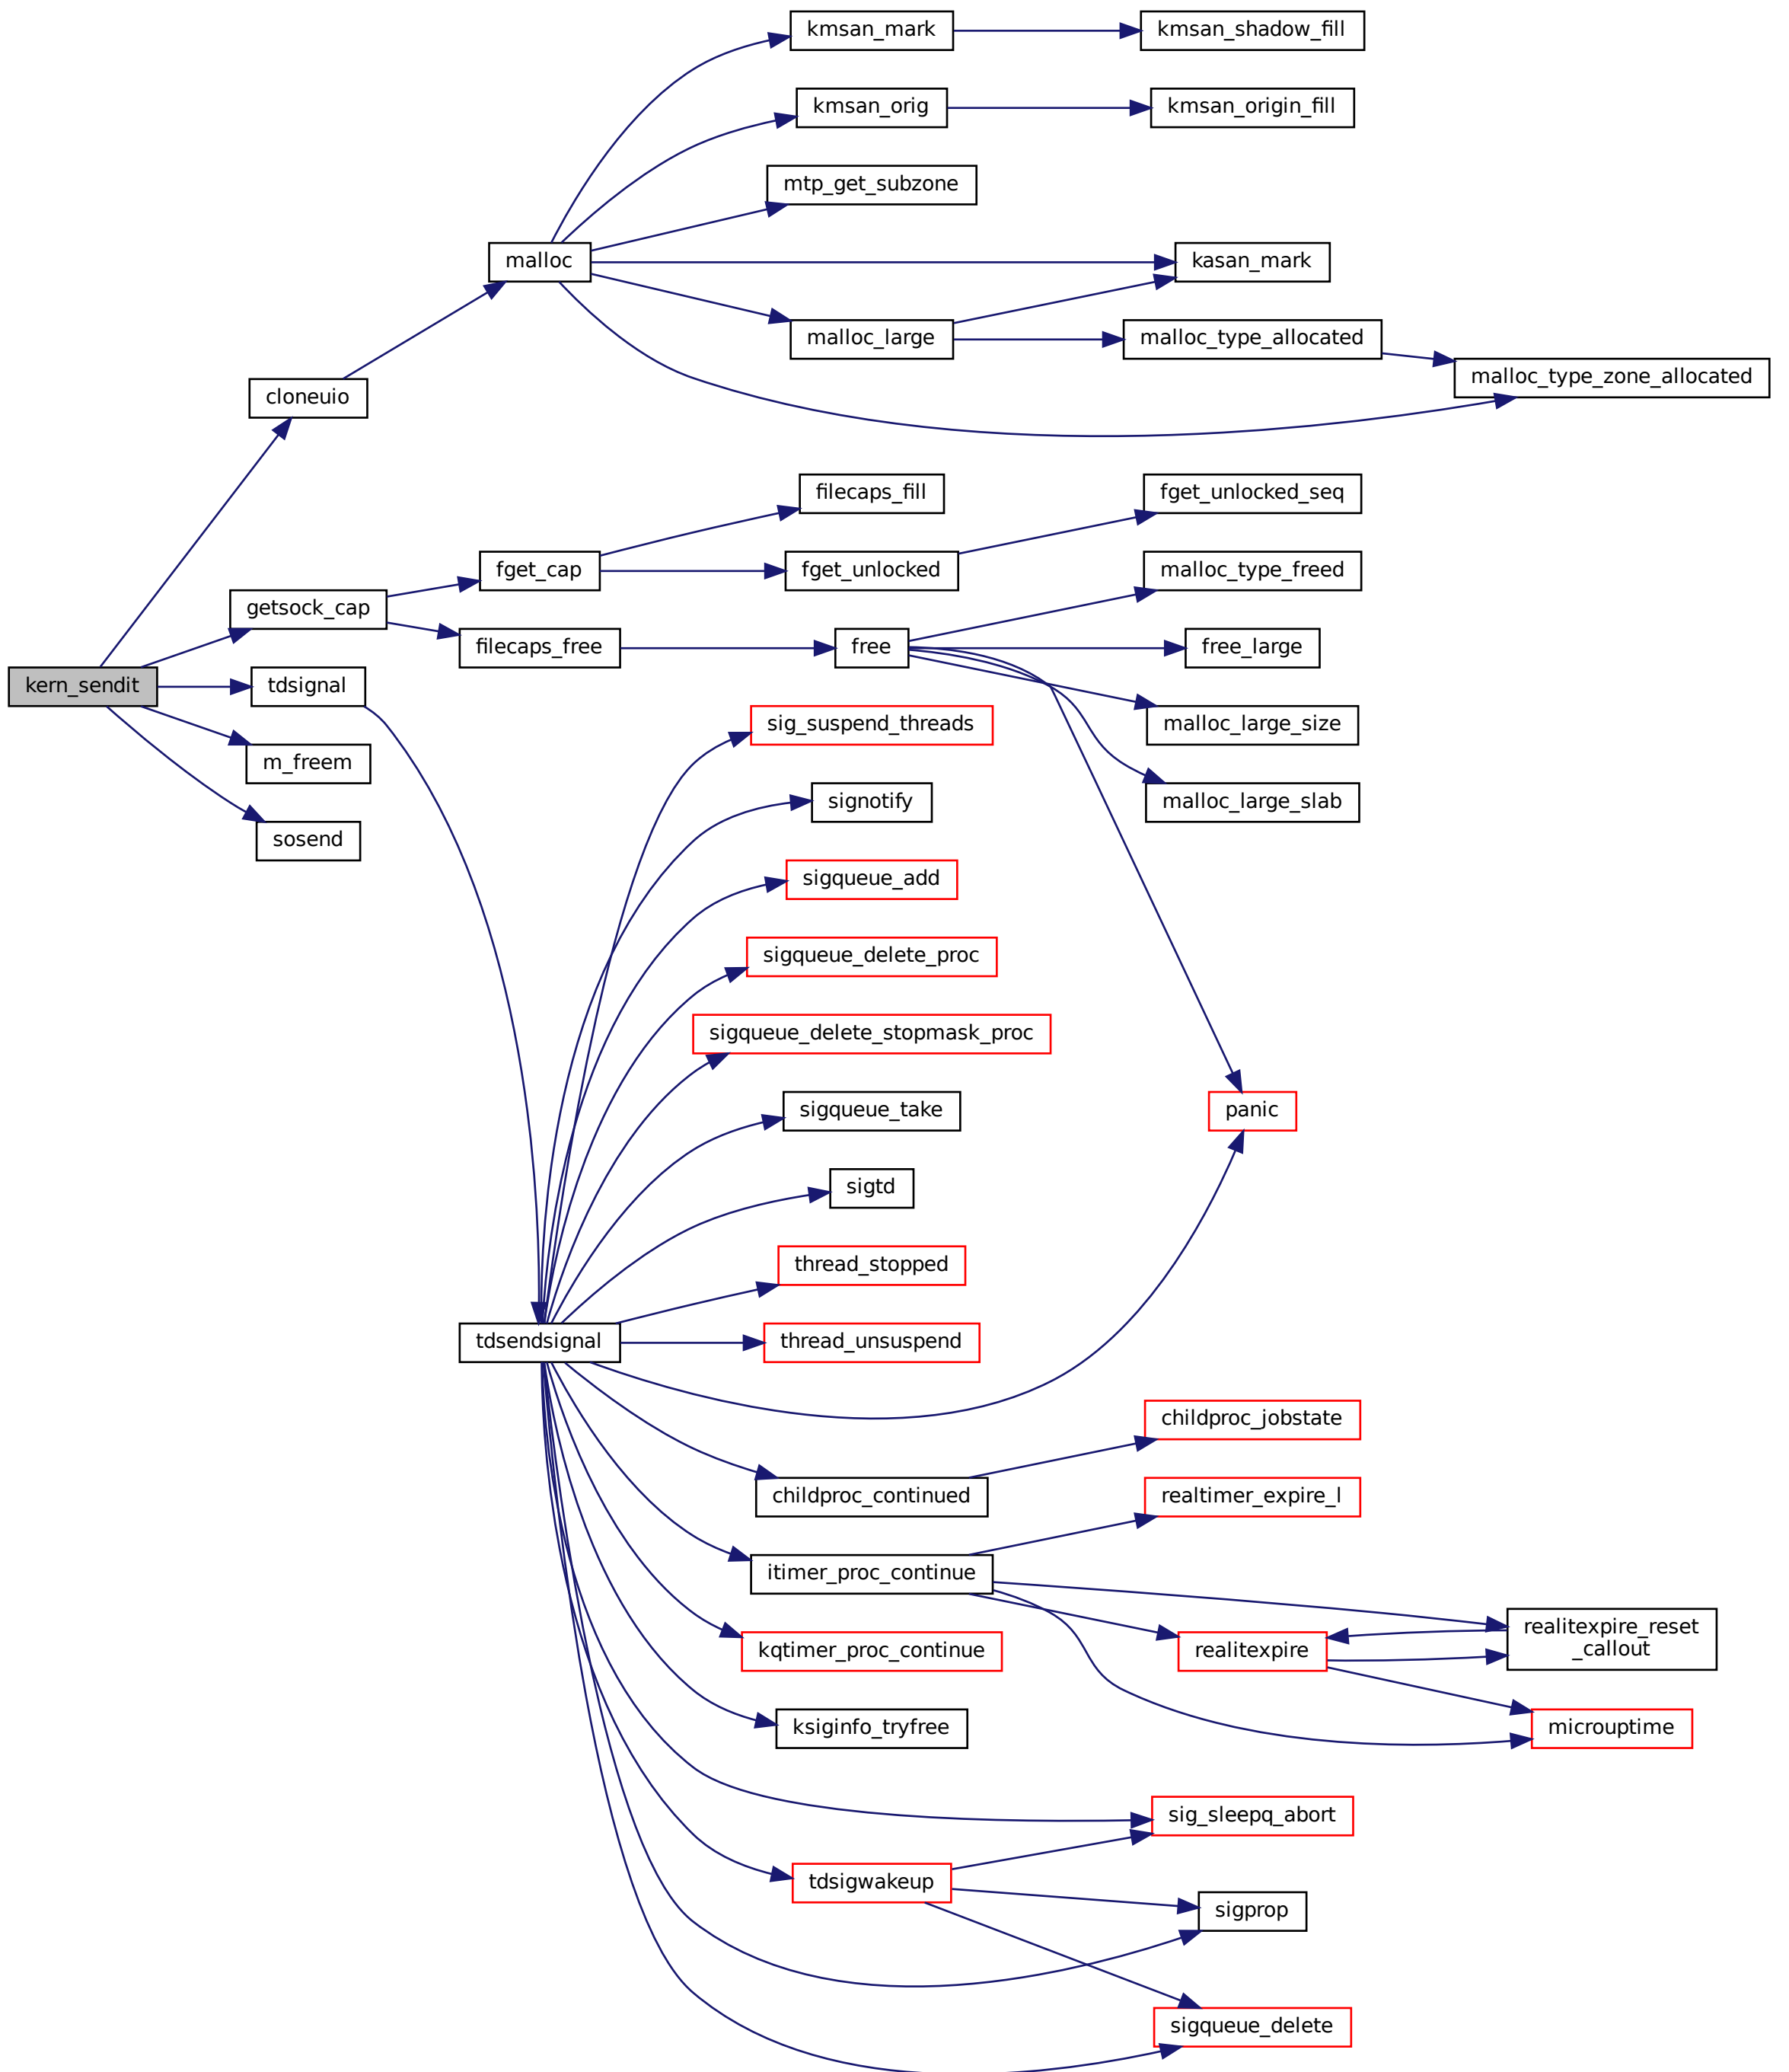 kmsan_mark
kmsan_shadow_fill
kmsan_orig
kmsan_origin_fill
mtp_get_subzone
malloc
kasan_mark
malloc_large
malloc_type_allocated
malloc_type_zone_allocated
cloneuio
filecaps_fill
fget_unlocked_seq
fget_cap
fget_unlocked
malloc_type_freed
getsock_cap
filecaps_free
free
free_large
kern_sendit
tdsignal
sig_suspend_threads
malloc_large_size
m_freem
signotify
malloc_large_slab
sosend
sigqueue_add
sigqueue_delete_proc
sigqueue_delete_stopmask_proc
sigqueue_take
panic
sigtd
thread_stopped
tdsendsignal
thread_unsuspend
childproc_jobstate
childproc_continued
realtimer_expire_l
itimer_proc_continue
realitexpire_reset
_callout
kqtimer_proc_continue
realitexpire
ksiginfo_tryfree
microuptime
sig_sleepq_abort
tdsigwakeup
sigprop
sigqueue_delete